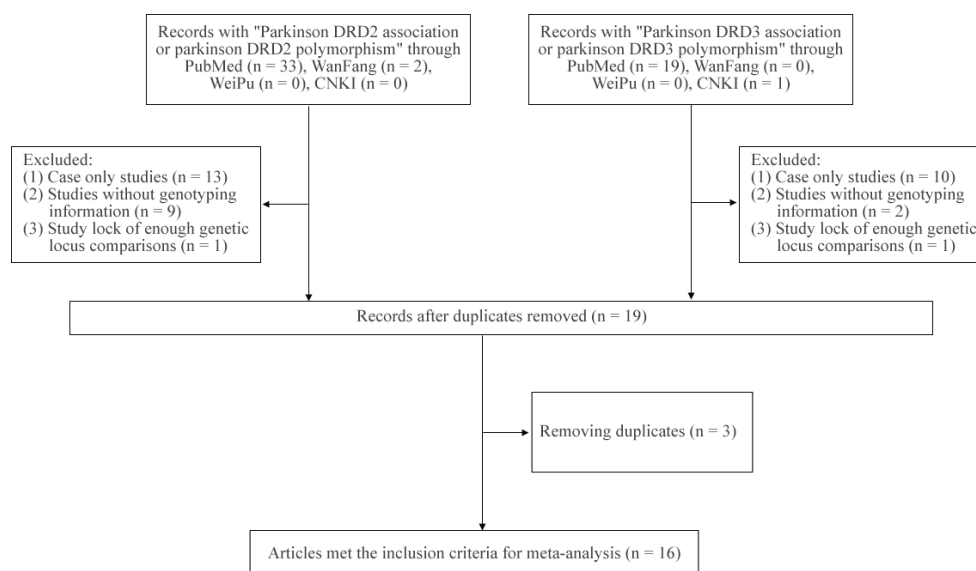 Records with "Parkinson DRD2 association
or parkinson DRD2 polymorphism" through
PubMed (n = 33), WanFang (n = 2),
WeiPu (n = 0), CNKI (n = 0)
Records with "Parkinson DRD3 association
or parkinson DRD3 polymorphism" through
PubMed (n = 19), WanFang (n = 0),
WeiPu (n = 0), CNKI (n = 1)
Excluded:
(1) Case only studies (n = 13)
(2) Studies without genotyping
information (n = 9)
(3) Study lack of enough genetic
locus comparisons (n = 1)
Excluded:
(1) Case only studies (n = 10)
(2) Studies without genotyping
information (n = 2)
(3) Study lack of enough genetic
locus comparisons (n = 1)
Records after duplicates removed (n = 19)
Removing duplicates (n = 3)
Articles met the inclusion criteria for meta-analysis (n = 16)